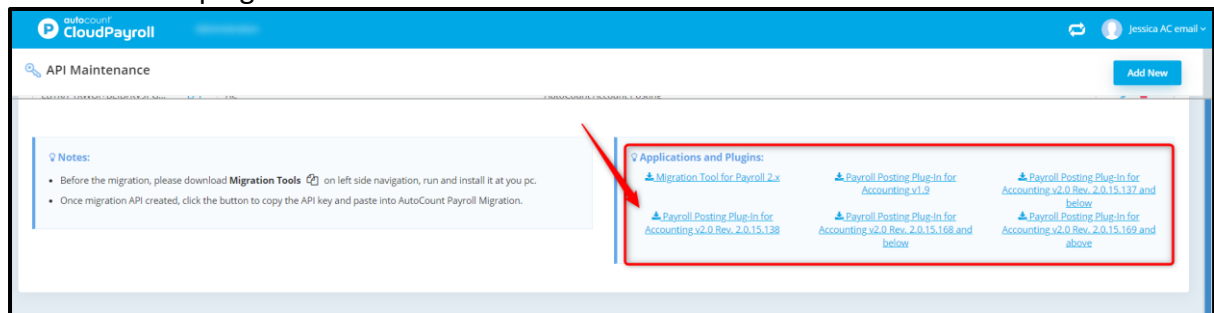 autocount
CloudPayroll
Jessica AC email
API Maintenance
Add New
Notes:
Applications and Plugins:
• Before the migration, please download Migration Tools on left side navigation, run and install it at you pc.
• Once migration API created, click the button to copy the API key and paste into AutoCount Payroll Migration.
Migration Tool for Payroll 2.x
Payroll Posting Plug-In for
Accounting v1.9
Payroll Posting Plug-In for
Accounting v2.0 Rev. 2.0.15.137 and
below
Payroll Posting Plug-In for
Accounting v2.0 Rev. 2.0.15.138
Payroll Posting Plug-In for
Accounting v2.0 Rev. 2.0.15.168 and
below
Payroll Posting Plug-In for
Accounting v2.0 Rev. 2.0.15.169 and
above